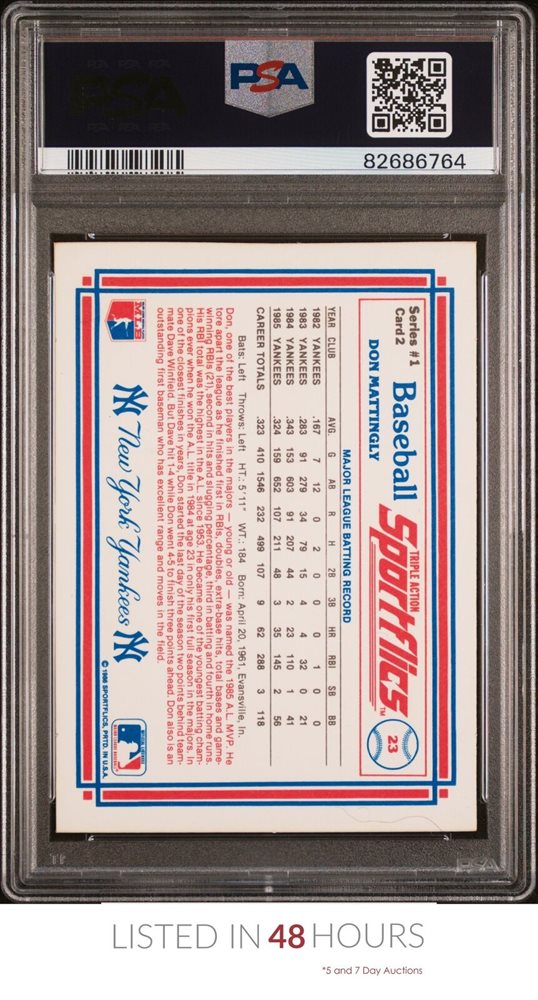 PSA
82686764
Series #1
Card 2
Baseball
TRIPLE ACTION
Sportflics™
23
DON MATTINGLY
MAJOR LEAGUE BATTING RECORD
YEAR CLUB AVG G AB R H 2B 3B HR RBI SB BB
1982 YANKEES .167 7 12 0 2 0 0 0 1 0 0
1983 YANKEES .283 91 279 34 79 15 4 4 32 0 21
1984 YANKEES .343 153 603 91 207 44 2 23 110 1 41
1985 YANKEES .324 159 652 107 211 48 3 35 145 2 56
CAREER TOTALS .323 410 1546 232 499 107 9 62 288 3 118
Bats: Left Throws: Left HT.: 5'11" WT.: 184 Born: April 20, 1961, Evansville, In.
Don, one of the best players in the majors — young or old — was named the 1985 A.L. MVP. He
tore apart the league as he finished first in RBIs, doubles, extra-base hits, total bases and game-
winning RBIs (21), second in hits and slugging percentage, third in batting and fourth in home runs.
His RBI total was the highest in the A.L. since 1953. He became one of the youngest batting cham-
pions ever when he won the A.L. title in 1984 at age 23 in only his first full season in the majors. In
one of the closest finishes in years, Don started the last day of the season two points behind team-
mate Dave Winfield. But Dave hit 1-4 while Don went 4-5 to finish three points ahead. Don also is an
outstanding first baseman who has excellent range and moves in the field.
MLB
NY New York Yankees NY
© 1986 SPORTFLICS, PRTD. IN U.S.A.
PSA
LISTED IN 48 HOURS
*5 and 7 Day Auctions